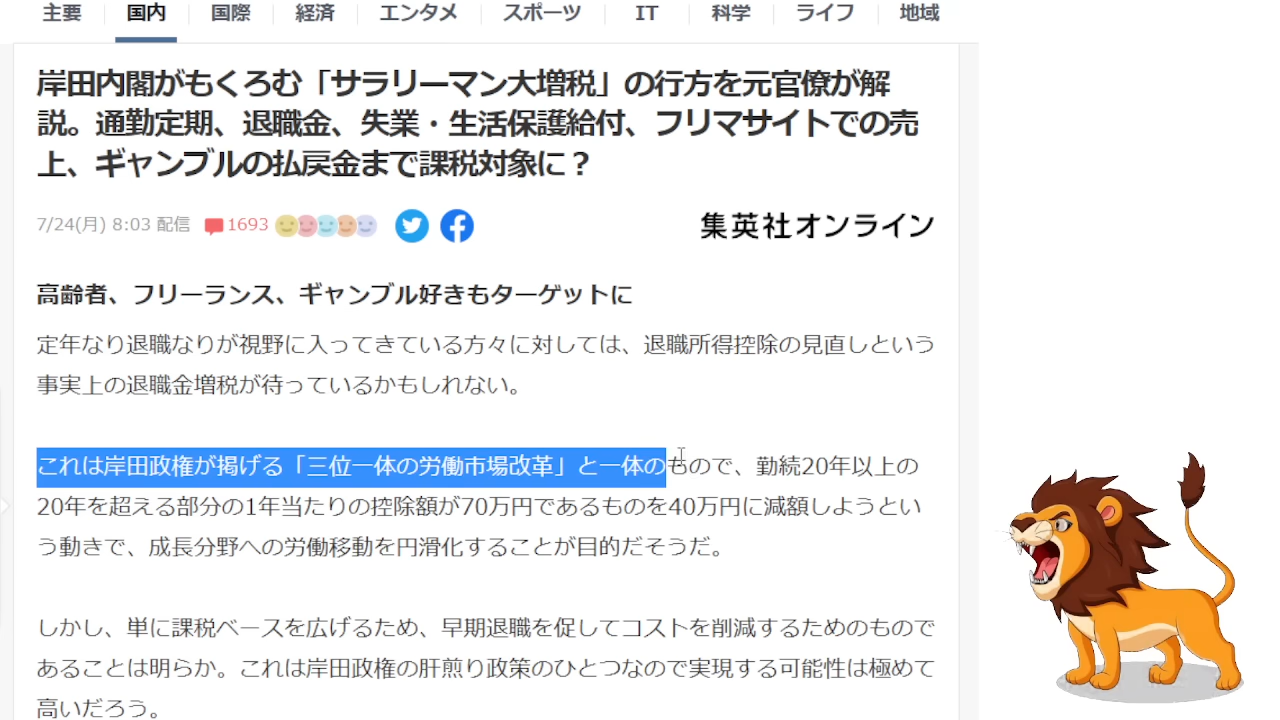 主要 国内 国際 経済 エンタメ スポーツ IT 科学 ライフ 地域
岸田内閣がもくろむ「サラリーマン大増税」の行方を元官僚が解
説。通勤定期、退職金、失業・生活保護給付、フリマサイトでの売
上、ギャンブルの払戻金まで課税対象に？
7/24(月) 8:03 配信 1693 集英社オンライン
高齢者、フリーランス、ギャンブル好きもターゲットに
定年なり退職なりが視野に入ってきている方々に対しては、退職所得控除の見直しという
事実上の退職金増税が待っているかもしれない。
これは岸田政権が掲げる「三位一体の労働市場改革」と一体のもので、勤続20年以上の
20年を超える部分の1年当たりの控除額が70万円であるものを40万円に減額しようとい
う動きで、成長分野への労働移動を円滑化することが目的だそうだ。
しかし、単に課税ベースを広げるため、早期退職を促してコストを削減するためのもので
あることは明らか。これは岸田政権の肝煎り政策のひとつなので実現する可能性は極めて
高いだろう。